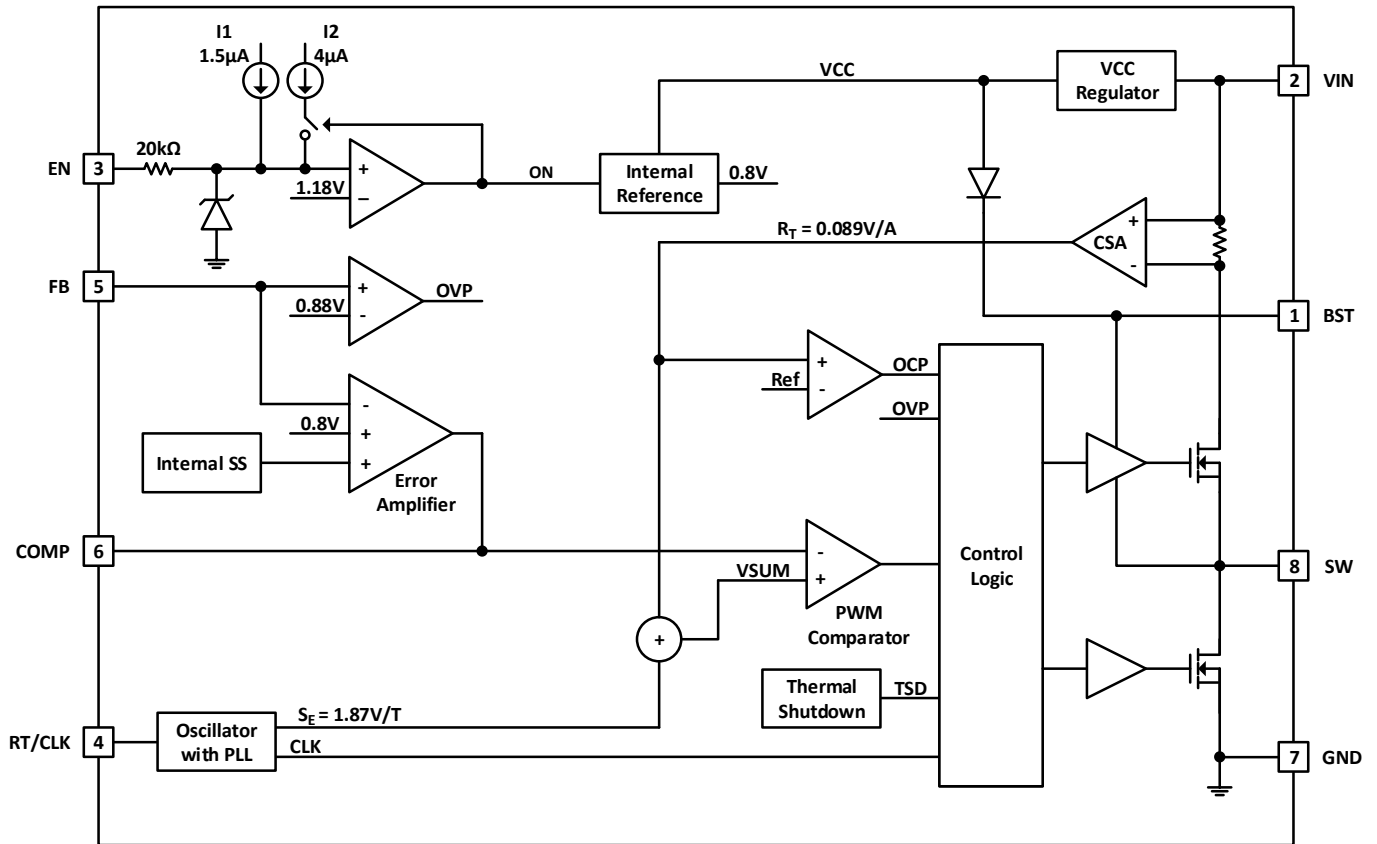 I1
1.5µA
I2
4µA
VCC
VCC
Regulator
2
VIN
EN
3
20kΩ
+
1.18V
−
ON
Internal
Reference
0.8V
R_T = 0.089V/A
CSA
+
-
FB
5
+
0.88V
-
OVP
1
BST
+
Ref
-
OCP
OVP
-
0.8V
+
+
Internal SS
Error
Amplifier
COMP
6
-
VSUM
+
PWM
Comparator
Control
Logic
8
SW
+
Thermal
Shutdown
TSD
RT/CLK
4
Oscillator
with PLL
S_E = 1.87V/T
CLK
7
GND